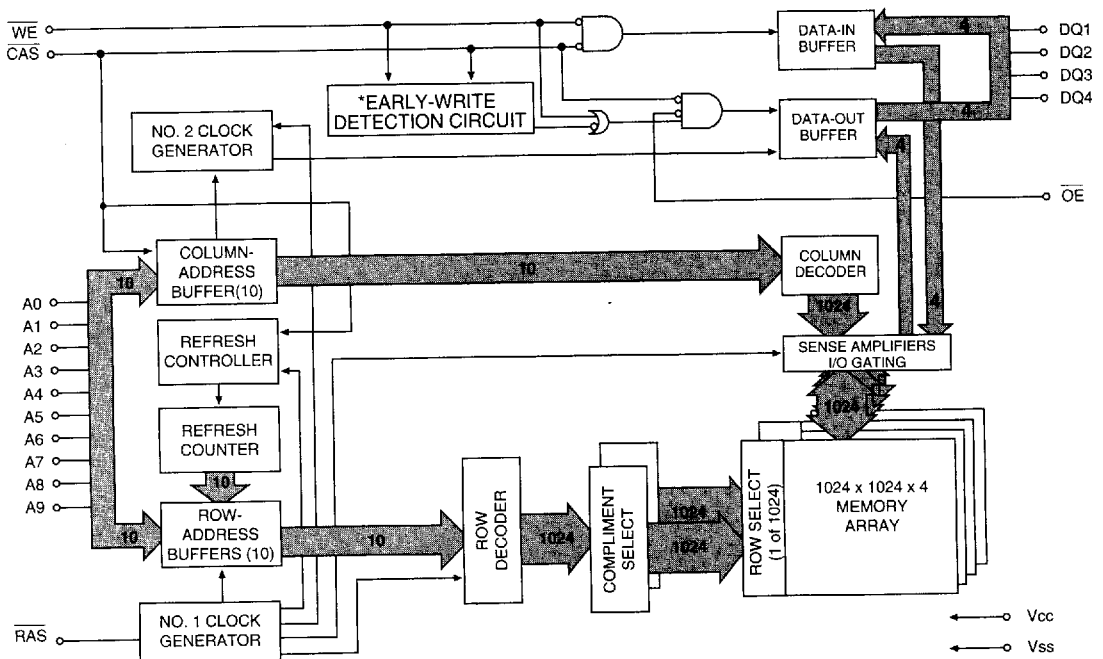 WE
CAS
*EARLY-WRITE
DETECTION CIRCUIT
NO. 2 CLOCK
GENERATOR
DATA-IN
BUFFER
4
DATA-OUT
BUFFER
4
4
DQ1
DQ2
DQ3
DQ4
OE
COLUMN-
ADDRESS
BUFFER(10)
10
10
COLUMN
DECODER
1024
4
A0
A1
A2
A3
A4
A5
A6
A7
A8
A9
REFRESH
CONTROLLER
REFRESH
COUNTER
10
SENSE AMPLIFIERS
I/O GATING
1024
10
ROW-
ADDRESS
BUFFERS (10)
10
ROW
DECODER
1024
COMPLIMENT
SELECT
1024
1024
ROW SELECT
(1 of 1024)
1024 x 1024 x 4
MEMORY
ARRAY
RAS
NO. 1 CLOCK
GENERATOR
Vcc
Vss